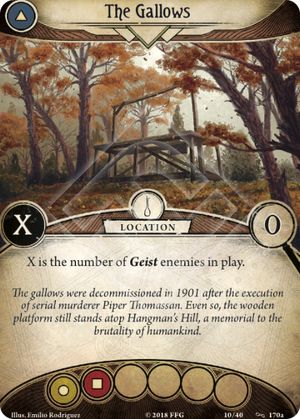 The Gallows
X
LOCATION
0
X is the number of Geist enemies in play.
The gallows were decommissioned in 1901 after the execution
of serial murderer Piper Thomassan. Even so, the wooden
platform still stands atop Hangman's Hill, a memorial to the
brutality of humankind.
Illus. Emilio Rodriguez
© 2018 FFG
10/40
170a